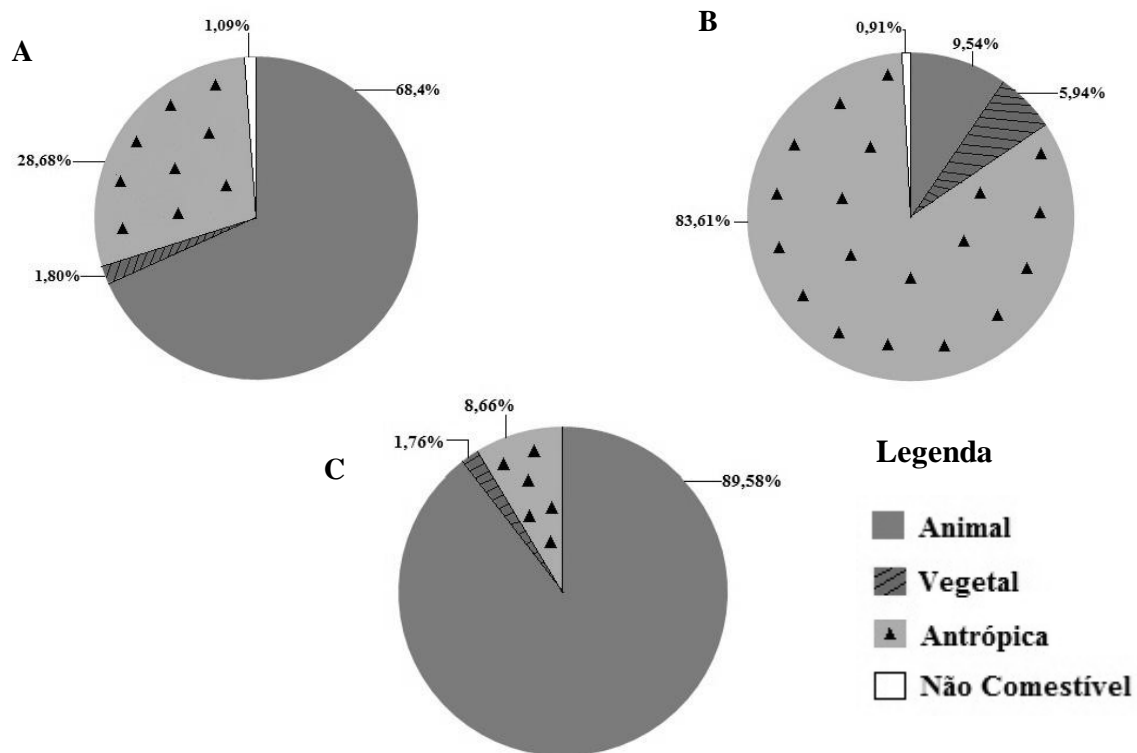 A
1,09%
68,4%
28,68%
1,80%
B
0,91%
9,54%
5,94%
83,61%
C
8,66%
1,76%
89,58%
Legenda
Animal
Vegetal
Antrópica
Não Comestível